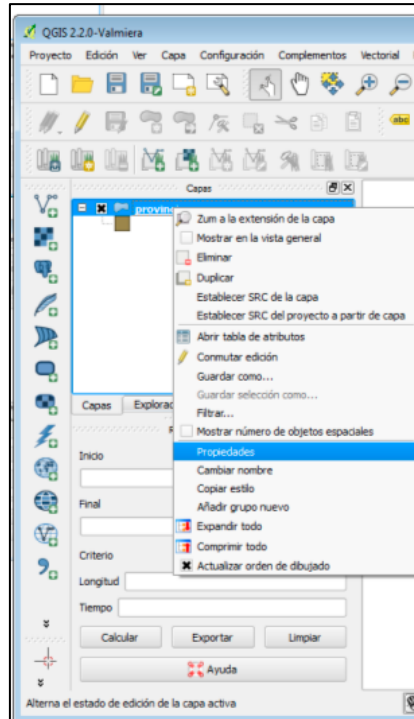 QGIS 2.2.0-Valmiera
Proyecto Edición Ver Capa Configuración Complementos Vectorial
abc
Capas
Zum a la extensión de la capa
Mostrar en la vista general
Eliminar
Duplicar
Establecer SRC de la capa
Establecer SRC del proyecto a partir de capa
Abrir tabla de atributos
Conmutar edición
Guardar como...
Guardar selección como...
Filtrar...
Mostrar número de objetos espaciales
Propiedades
Cambiar nombre
Copiar estilo
Añadir grupo nuevo
Expandir todo
Comprimir todo
Actualizar orden de dibujado
Capas
Inicio
Final
Criterio
Longitud
Tiempo
Calcular Exportar Limpiar
Ayuda
Alterna el estado de edición de la capa activa